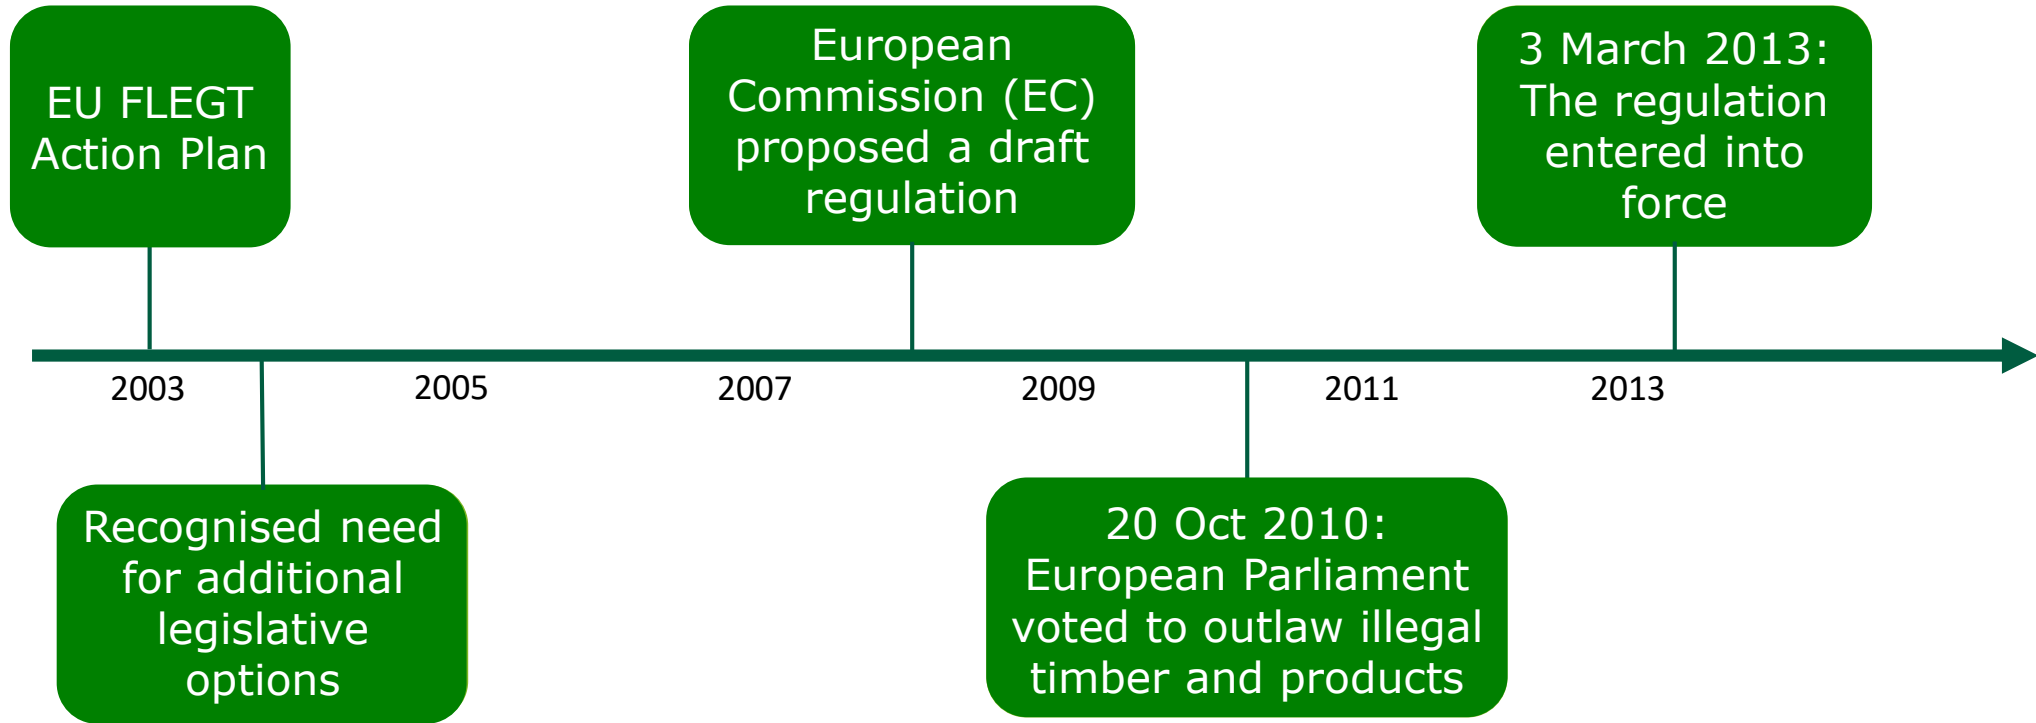 EU FLEGT
Action Plan
European
Commission (EC)
proposed a draft
regulation
3 March 2013:
The regulation
entered into
force
2003
2005
2007
2009
2011
2013
Recognised need
for additional
legislative
options
20 Oct 2010:
European Parliament
voted to outlaw illegal
timber and products